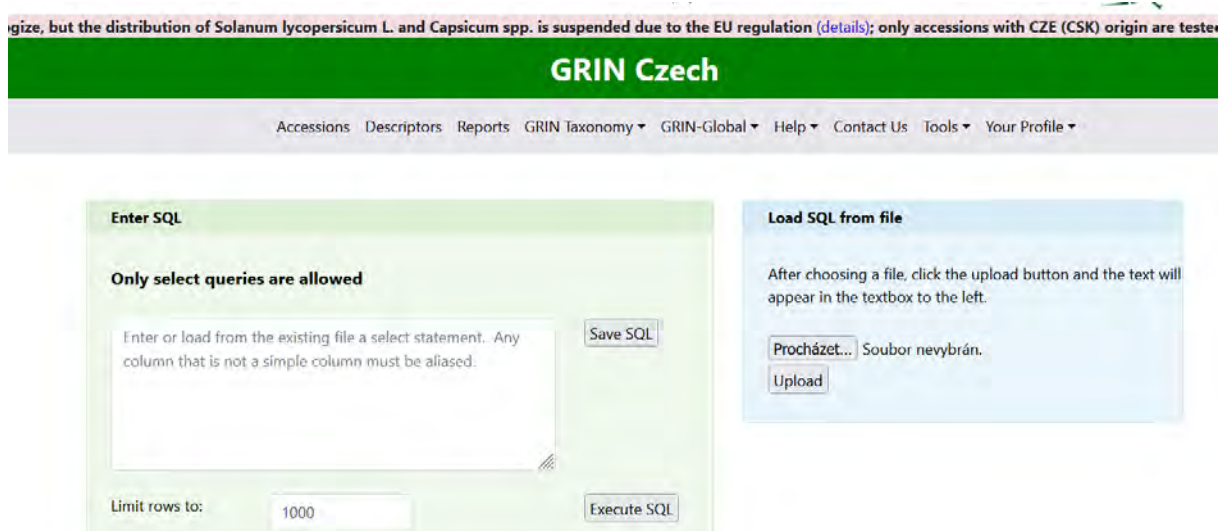 ogize, but the distribution of Solanum lycopersicum L. and Capsicum spp. is suspended due to the EU regulation (details); only accessions with CZE (CSK) origin are teste
GRIN Czech
Accessions Descriptors Reports GRIN Taxonomy GRIN-Global Help Contact Us Tools Your Profile
Enter SQL
Only select queries are allowed
Enter or load from the existing file a select statement. Any
column that is not a simple column must be aliased.
Save SQL
Limit rows to:
1000
Execute SQL
Load SQL from file
After choosing a file, click the upload button and the text will
appear in the textbox to the left.
Procházet... Soubor nevybrán.
Upload